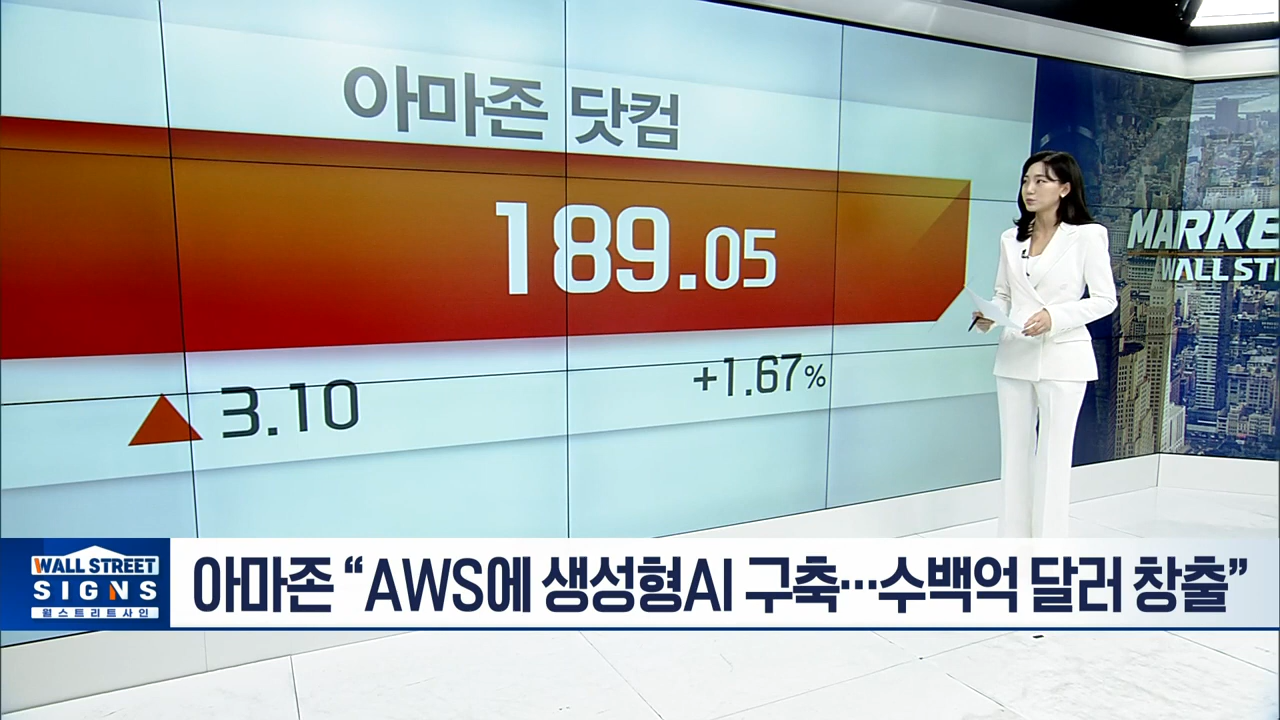 아마존 닷컴
189.05
▲ 3.10 +1.67%
MARKE
WALL STR
WALL STREET
SIGNS
월스트리트사인
아마존 “AWS에 생성형AI 구축…수백억 달러 창출”